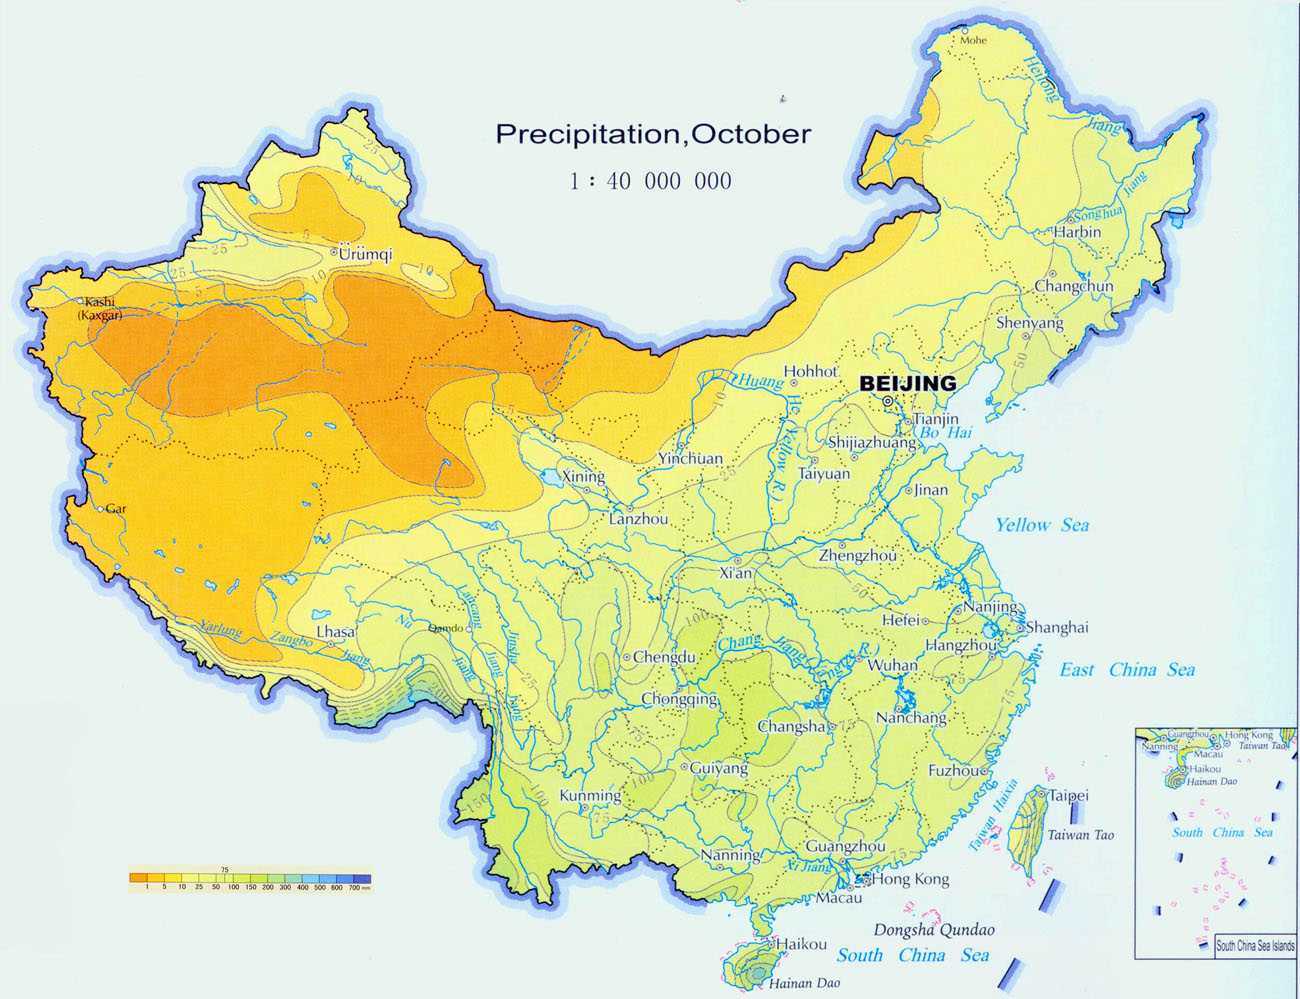 Mohe
Heilong
Jiang
Precipitation,October
1 : 40 000 000
25
10
Jiang
Songhua
Harbin
5
25
Ürümqi
25
10
10
5
Kashi
(Kaxgar)
Changchun
Shenyang
50
Hohhot
Huang
BEIJING
He (Yellow R.)
10
1
5
Tianjin
Bo Hai
Shijiazhuang
Yinchuan
Taiyuan
25
Xining
Jinan
Gar
Lanzhou
Yellow Sea
Zhengzhou
Xi'an
50
Lancang
Nanjing
100
Yarlung
Zangbo
Jiang
Lhasa
Nu
Qamdo
Jinsha
Hefei
Shanghai
Chang
Jiang
(Yangtze R.)
Hangzhou
Jiang
Jiang
Jiang
25
Chengdu
Wuhan
East China Sea
75
75
Chongqing
Changsha
75
Nanchang
75
Guiyang
Fuzhou
100
Kunming
150
100
75
Taiwan Haixia
Taipei
Taiwan Tao
Guangzhou
75
Nanning
Xi Jiang
Hong Kong
Macau
Dongsha Qundao
South China Sea
Haikou
Hainan Dao
75
1 5 10 25 50 100 150 200 300 400 500 600 700 mm
Guangzhou
Hong Kong
Nanning
Macau
Taiwan Tao
Haikou
Hainan Dao
South China Sea
South China Sea Islands